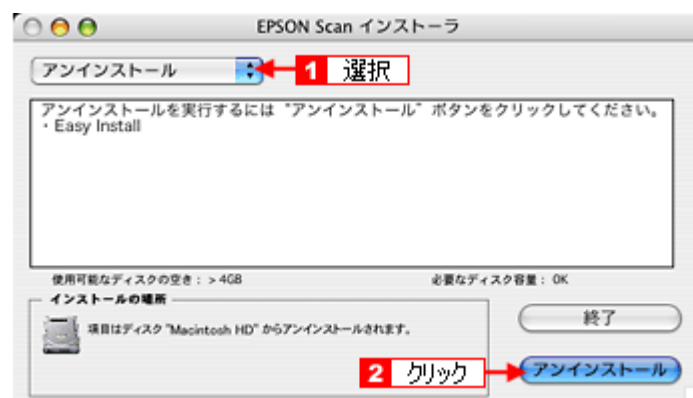 EPSON Scan インストーラ
アンインストール
1 選択
アンインストールを実行するには "アンインストール" ボタンをクリックしてください。
・Easy Install
使用可能なディスクの空き： > 4GB
必要なディスク容量： OK
インストールの場所
項目はディスク "Macintosh HD" からアンインストールされます。
終了
2 クリック
アンインストール